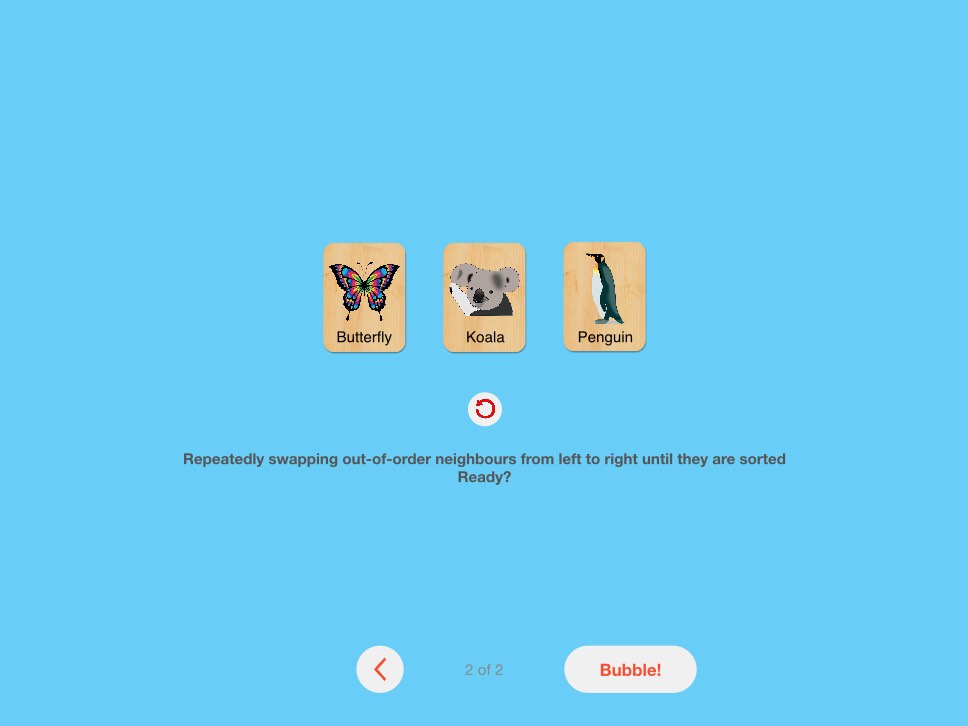 Butterfly Koala Penguin
Repeatedly swapping out-of-order neighbours from left to right until they are sorted
Ready?
2 of 2 Bubble!